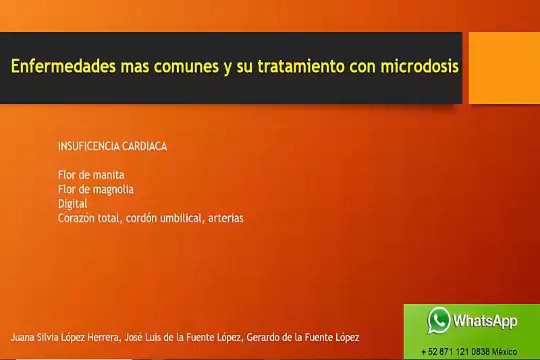 Enfermedades mas comunes y su tratamiento con microdosis
INSUFICENCIA CARDIACA
Flor de manita
Flor de magnolia
Digital
Corazón total, cordón umbilical, arterias
Juana Silvia López Herrera, José Luis de la Fuente López, Gerardo de la Fuente López
WhatsApp
+ 52 871 121 0838 México